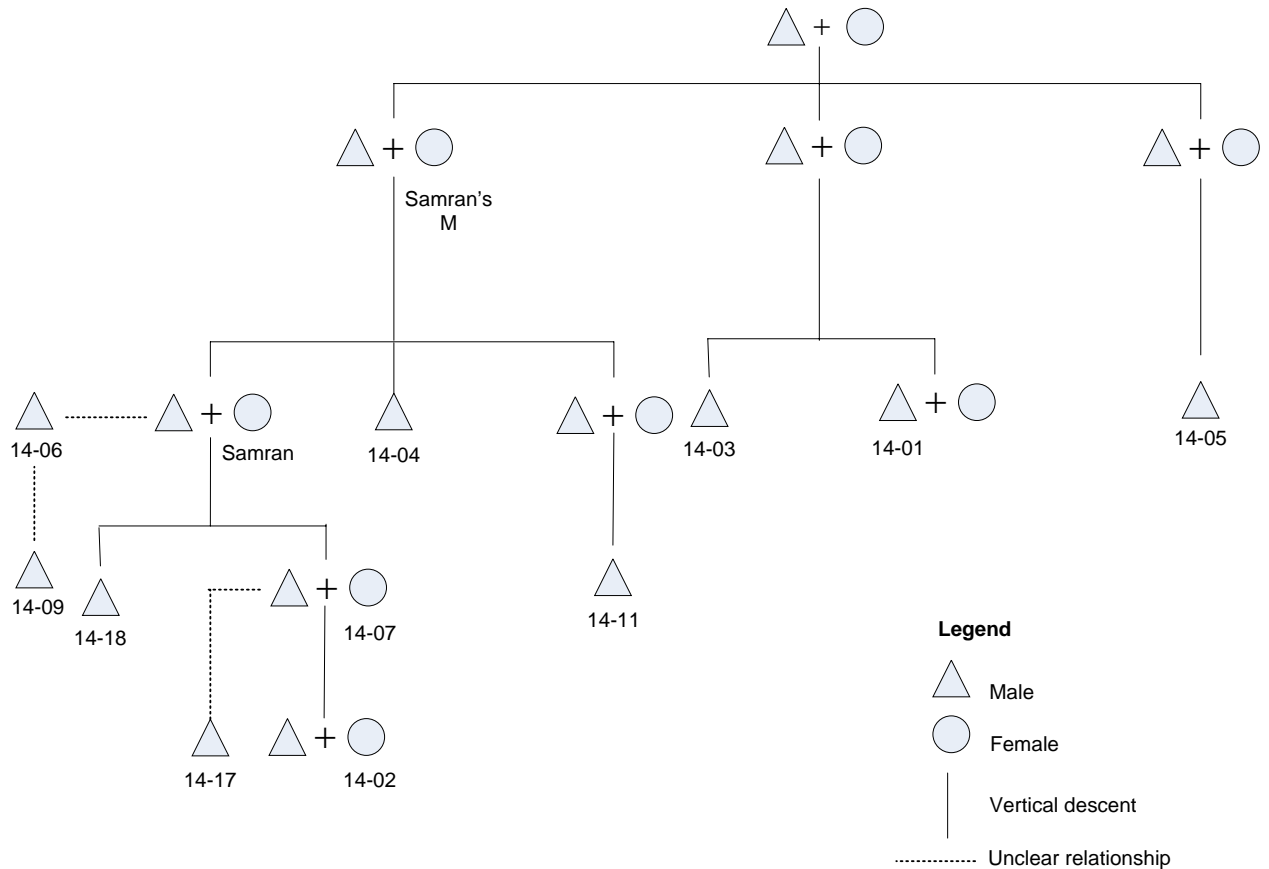 Samran's
M
14-06
Samran
14-04
14-03
14-01
14-05
14-09
14-18
14-07
14-11
14-17
14-02
Legend
Male
Female
Vertical descent
Unclear relationship